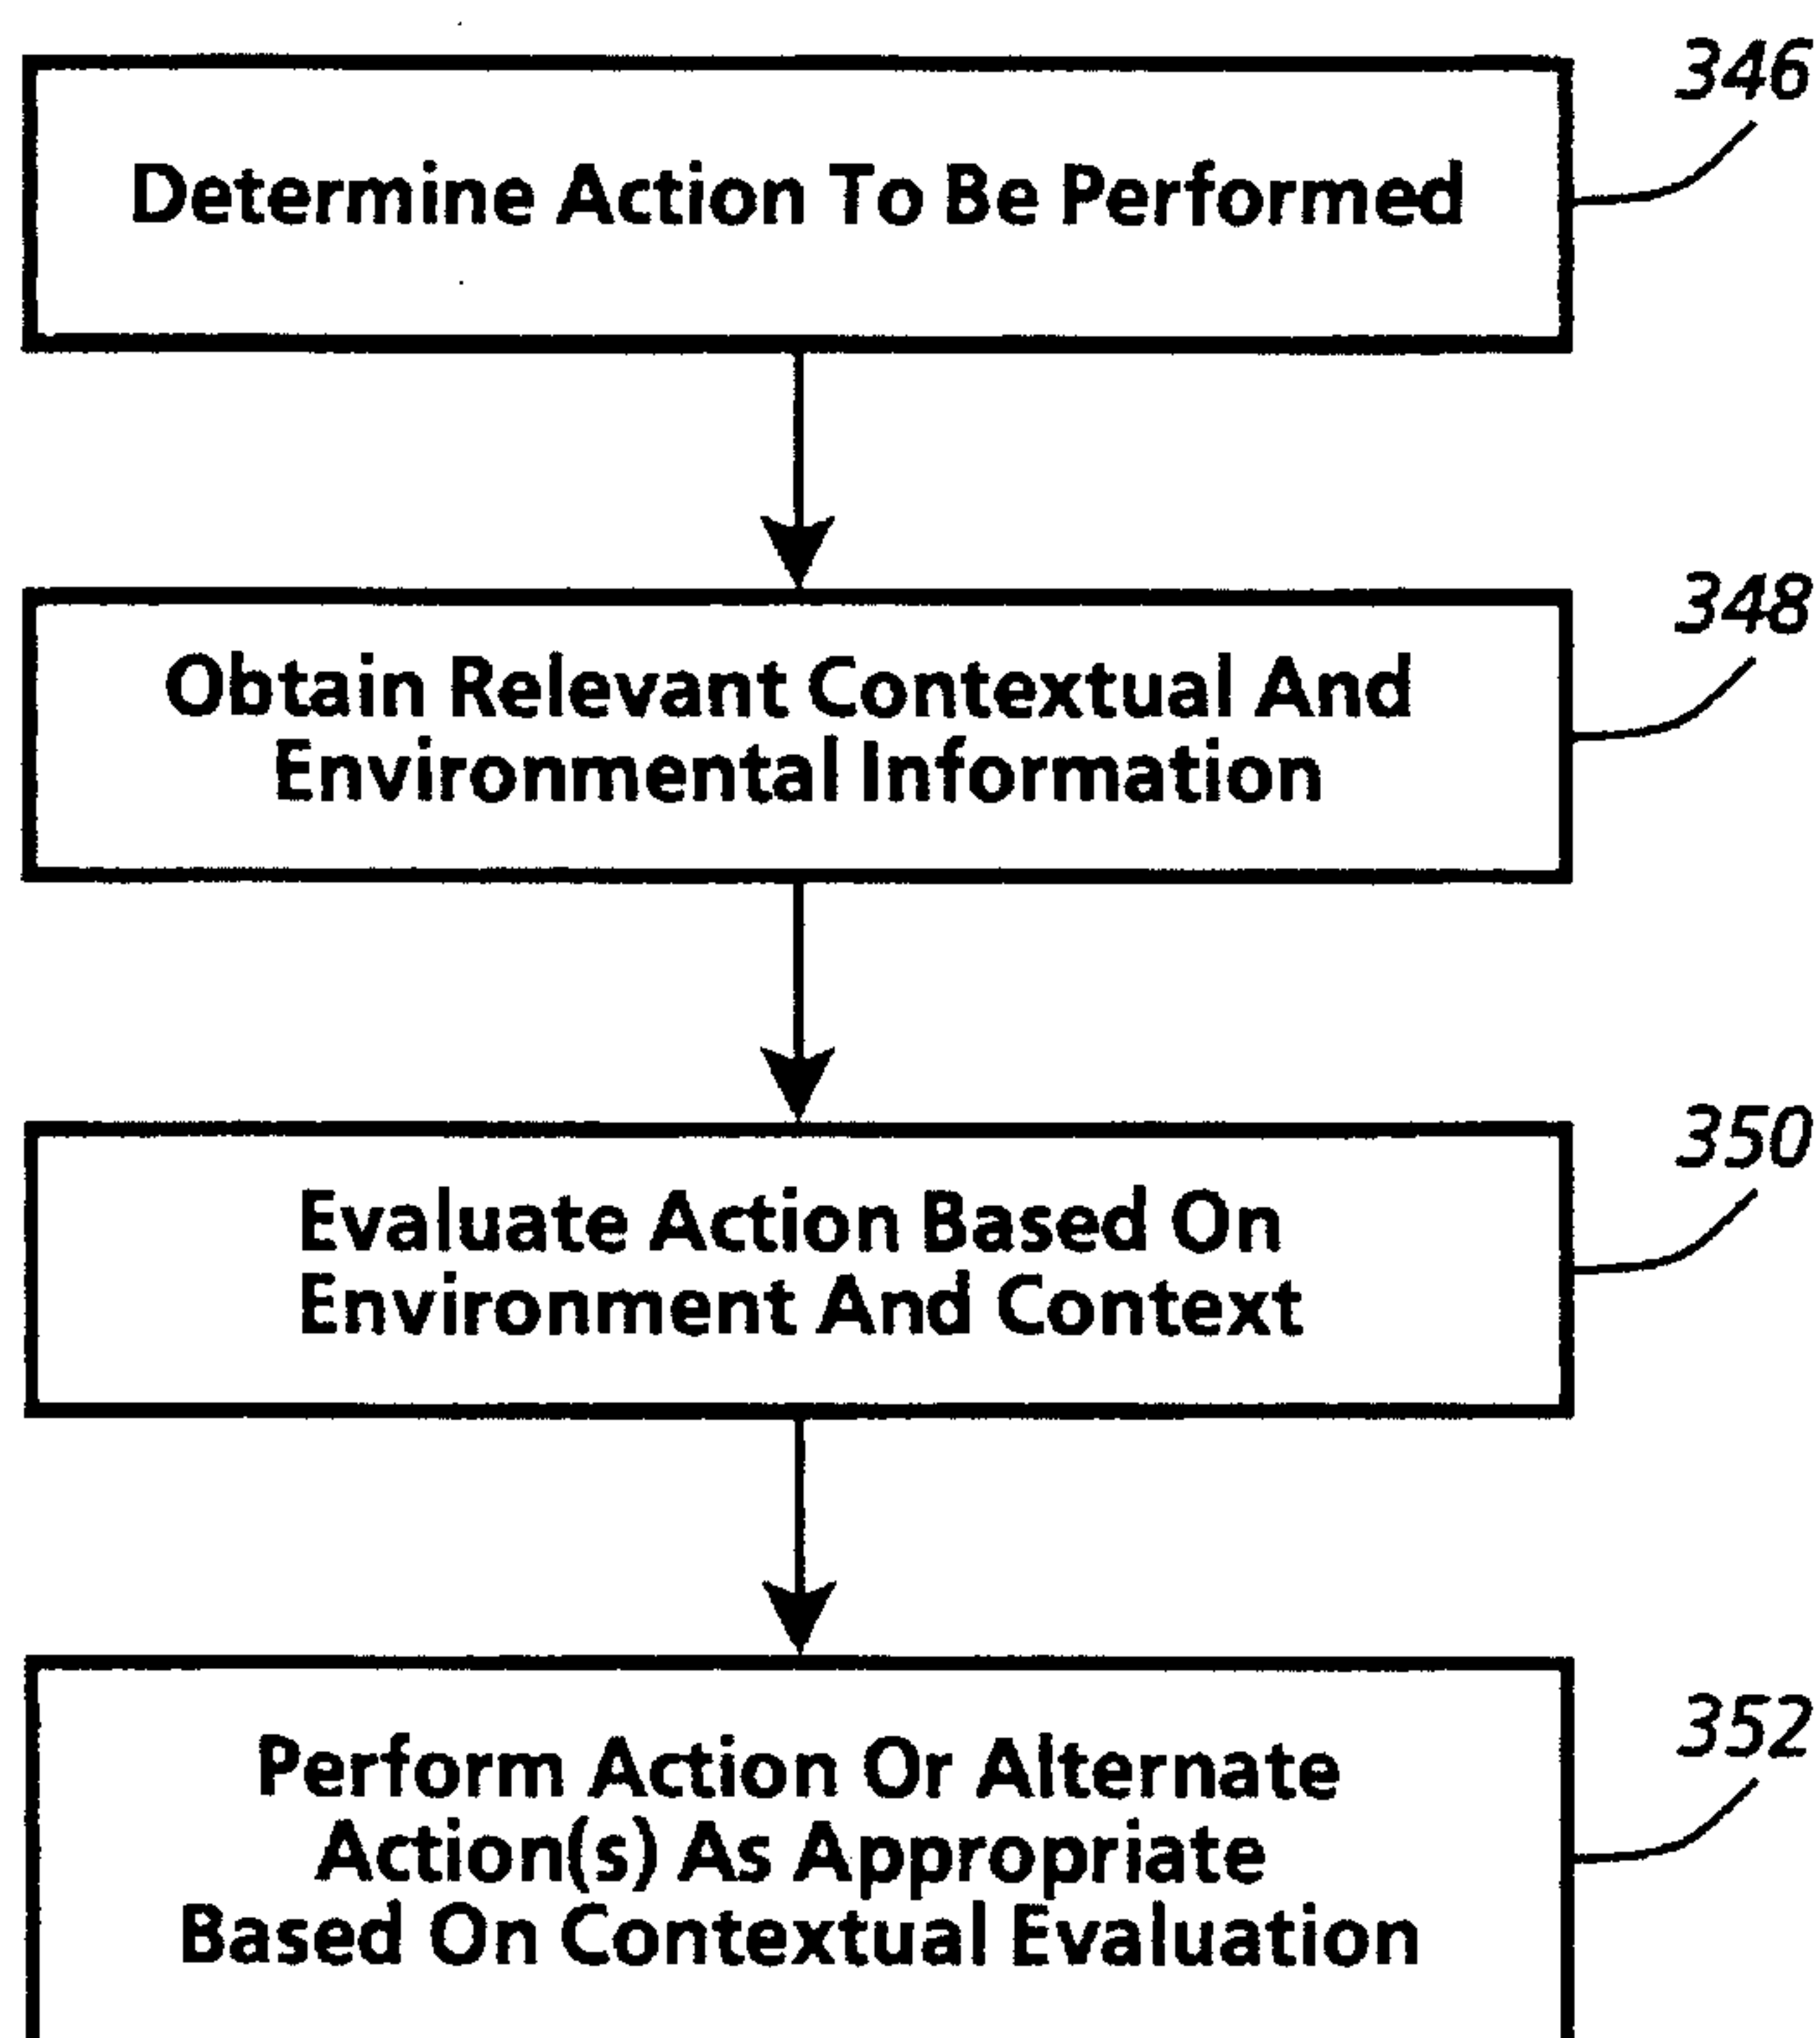 346
Determine Action To Be Performed
348
Obtain Relevant Contextual And
Environmental Information
350
Evaluate Action Based On
Environment And Context
352
Perform Action Or Alternate
Action(s) As Appropriate
Based On Contextual Evaluation